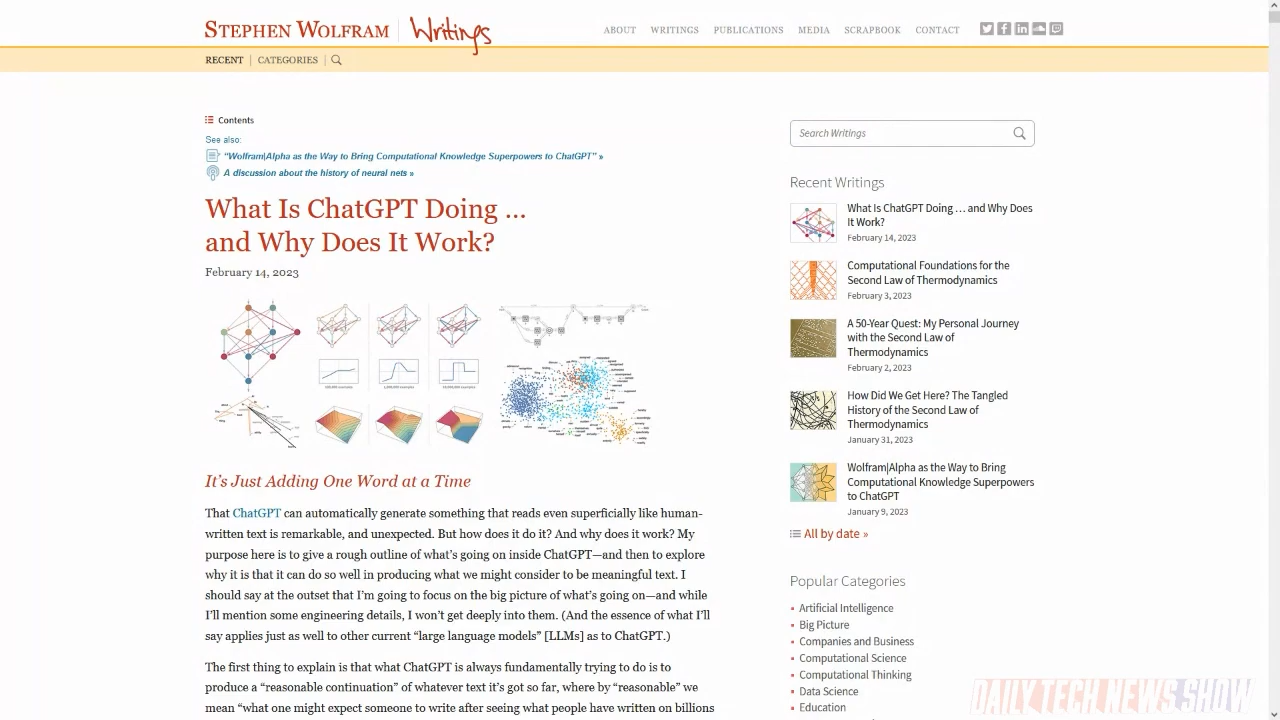 STEPHEN WOLFRAM | Writings
ABOUT WRITINGS PUBLICATIONS MEDIA SCRAPBOOK CONTACT
RECENT | CATEGORIES |
Contents
See also:
“Wolfram|Alpha as the Way to Bring Computational Knowledge Superpowers to ChatGPT” »
A discussion about the history of neural nets »
What Is ChatGPT Doing …
and Why Does It Work?
February 14, 2023
It’s Just Adding One Word at a Time
That ChatGPT can automatically generate something that reads even superficially like human-
written text is remarkable, and unexpected. But how does it do it? And why does it work? My
purpose here is to give a rough outline of what’s going on inside ChatGPT—and then to explore
why it is that it can do so well in producing what we might consider to be meaningful text. I
should say at the outset that I’m going to focus on the big picture of what’s going on—and while
I’ll mention some engineering details, I won’t get deeply into them. (And the essence of what I’ll
say applies just as well to other current “large language models” [LLMs] as to ChatGPT.)
The first thing to explain is that what ChatGPT is always fundamentally trying to do is to
produce a “reasonable continuation” of whatever text it’s got so far, where by “reasonable” we
mean “what one might expect someone to write after seeing what people have written on billions
Search Writings
Recent Writings
What Is ChatGPT Doing … and Why Does
It Work?
February 14, 2023
Computational Foundations for the
Second Law of Thermodynamics
February 3, 2023
A 50-Year Quest: My Personal Journey
with the Second Law of
Thermodynamics
February 2, 2023
How Did We Get Here? The Tangled
History of the Second Law of
Thermodynamics
January 31, 2023
Wolfram|Alpha as the Way to Bring
Computational Knowledge Superpowers
to ChatGPT
January 9, 2023
All by date »
Popular Categories
Artificial Intelligence
Big Picture
Companies and Business
Computational Science
Computational Thinking
Data Science
Education
DAILY TECH NEWS SHOW